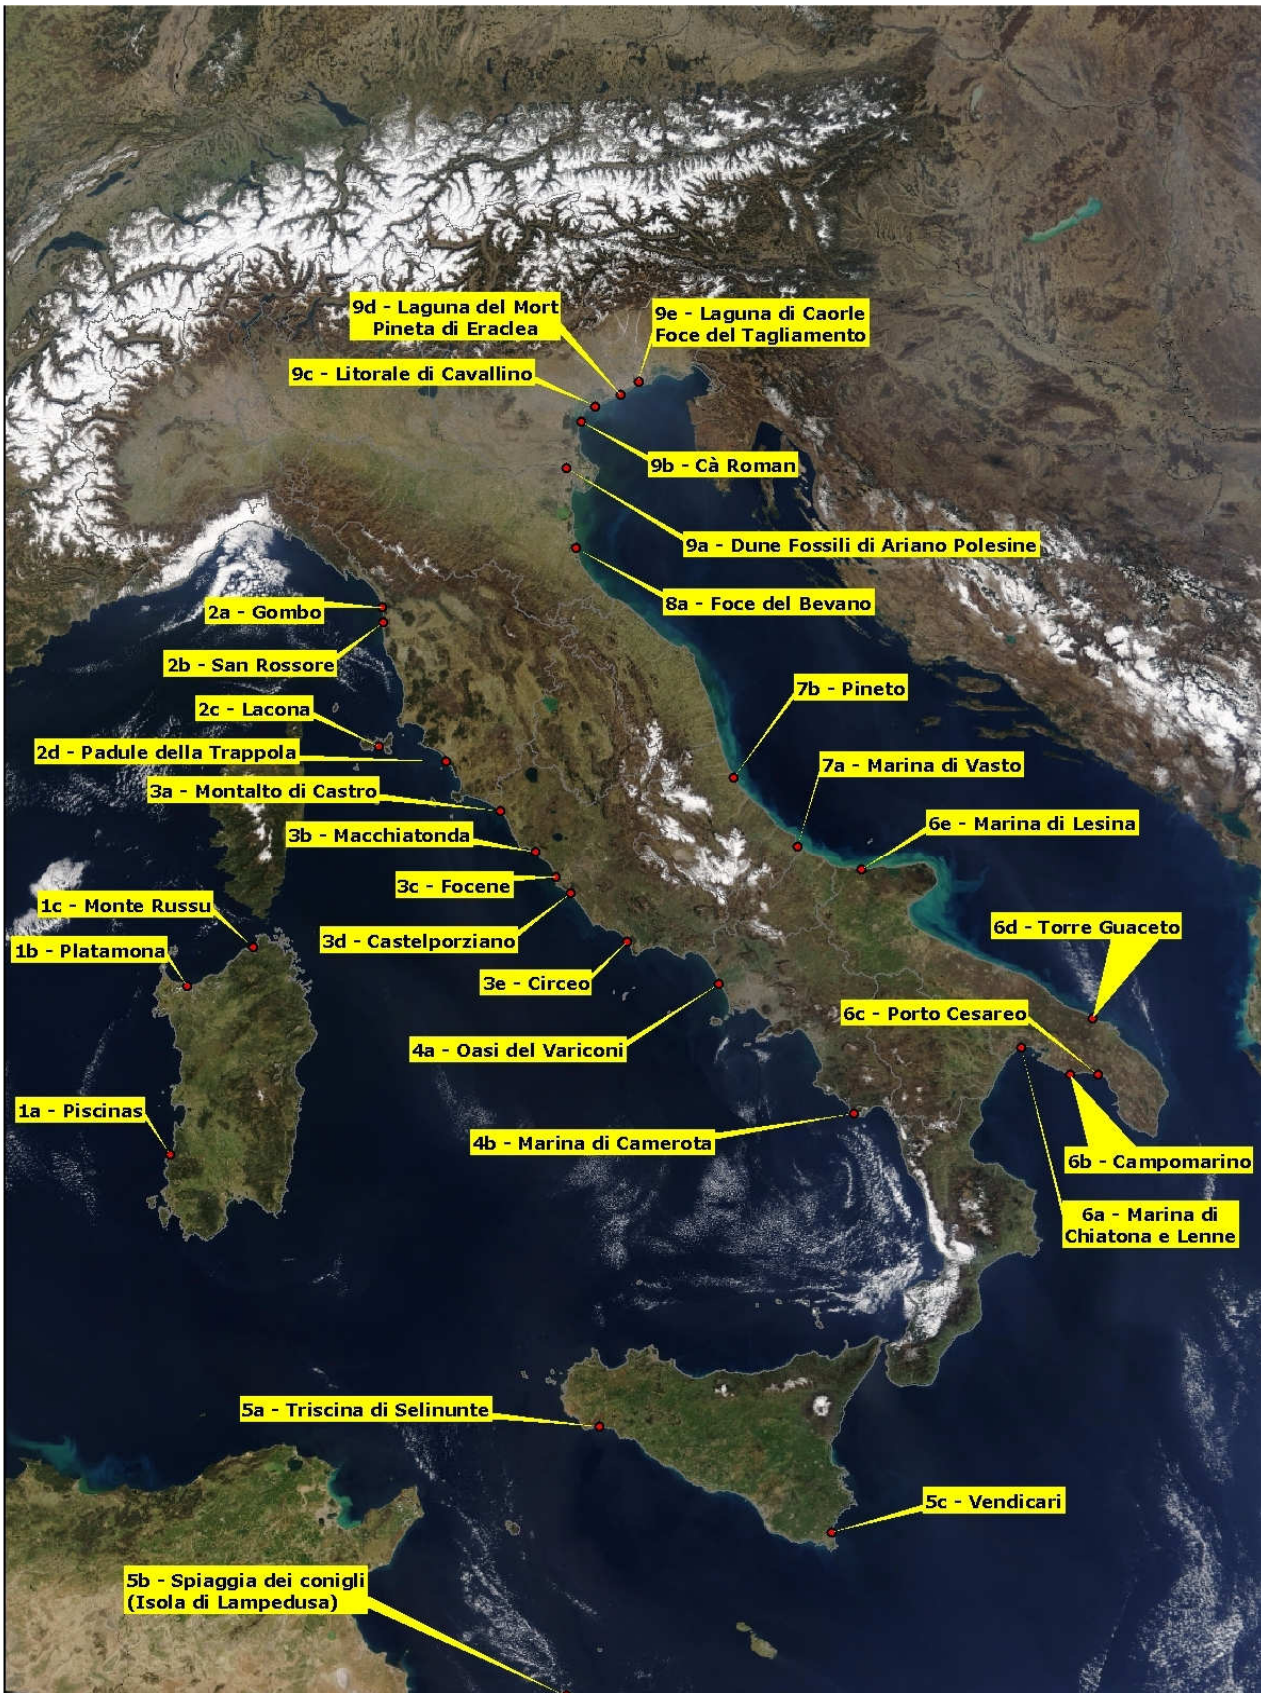 9d - Laguna del Mort
Pineta di Eraclea
9e - Laguna di Caorle
Foce del Tagliamento
9c - Litorale di Cavallino
9b - Cà Roman
9a - Dune Fossili di Ariano Polesine
8a - Foce del Bevano
2a - Gombo
2b - San Rossore
7b - Pineto
2c - Lacona
2d - Padule della Trappola
7a - Marina di Vasto
3a - Montalto di Castro
6e - Marina di Lesina
3b - Macchiatonda
3c - Focene
1c - Monte Russu
6d - Torre Guaceto
3d - Castelporziano
1b - Platamona
3e - Circeo
6c - Porto Cesareo
4a - Oasi del Variconi
1a - Piscinas
4b - Marina di Camerota
6b - Campomarino
6a - Marina di
Chiatona e Lenne
5a - Triscina di Selinunte
5c - Vendicari
5b - Spiaggia dei conigli
(Isola di Lampedusa)